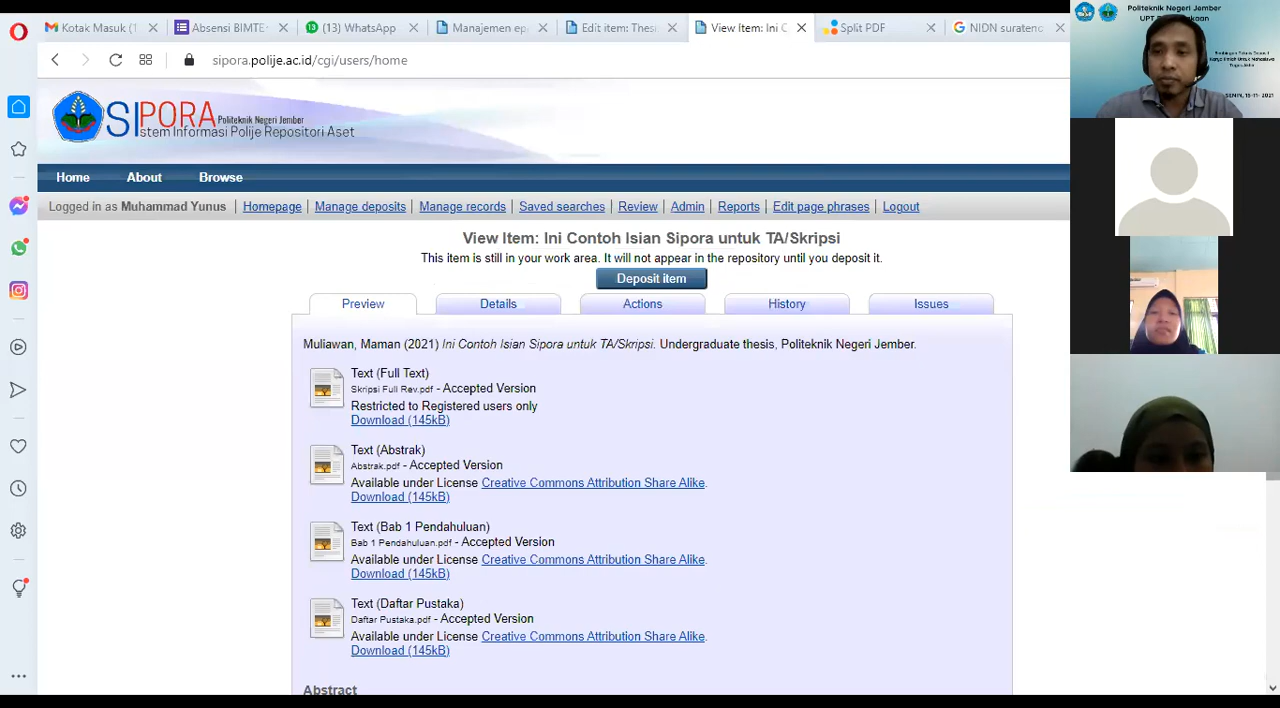 Kotak Masuk (1
Absensi BIMTE
(13) WhatsApp
Manajemen ep
Edit item: Thesi
View Item: Ini C
Split PDF
NIDN suraten
sipora.polije.ac.id/cgi/users/home
SIPORA Politeknik Negeri Jember
stem Informasi Polije Repositori Aset
Home About Browse
Logged in as Muhammad Yunus | Homepage | Manage deposits | Manage records | Saved searches | Review | Admin | Reports | Edit page phrases | Logout
View Item: Ini Contoh Isian Sipora untuk TA/Skripsi
This item is still in your work area. It will not appear in the repository until you deposit it.
Deposit item
Preview Details Actions History Issues
Muliawan, Maman (2021) Ini Contoh Isian Sipora untuk TA/Skripsi. Undergraduate thesis, Politeknik Negeri Jember.
Text (Full Text)
Skripsi Full Rev.pdf - Accepted Version
Restricted to Registered users only
Download (145kB)
Text (Abstrak)
Abstrak.pdf - Accepted Version
Available under License Creative Commons Attribution Share Alike.
Download (145kB)
Text (Bab 1 Pendahuluan)
Bab 1 Pendahuluan.pdf - Accepted Version
Available under License Creative Commons Attribution Share Alike.
Download (145kB)
Text (Daftar Pustaka)
Daftar Pustaka.pdf - Accepted Version
Available under License Creative Commons Attribution Share Alike.
Download (145kB)
Abstract
Politeknik Negeri Jember
UPT
SENIN, 15-11- 2021